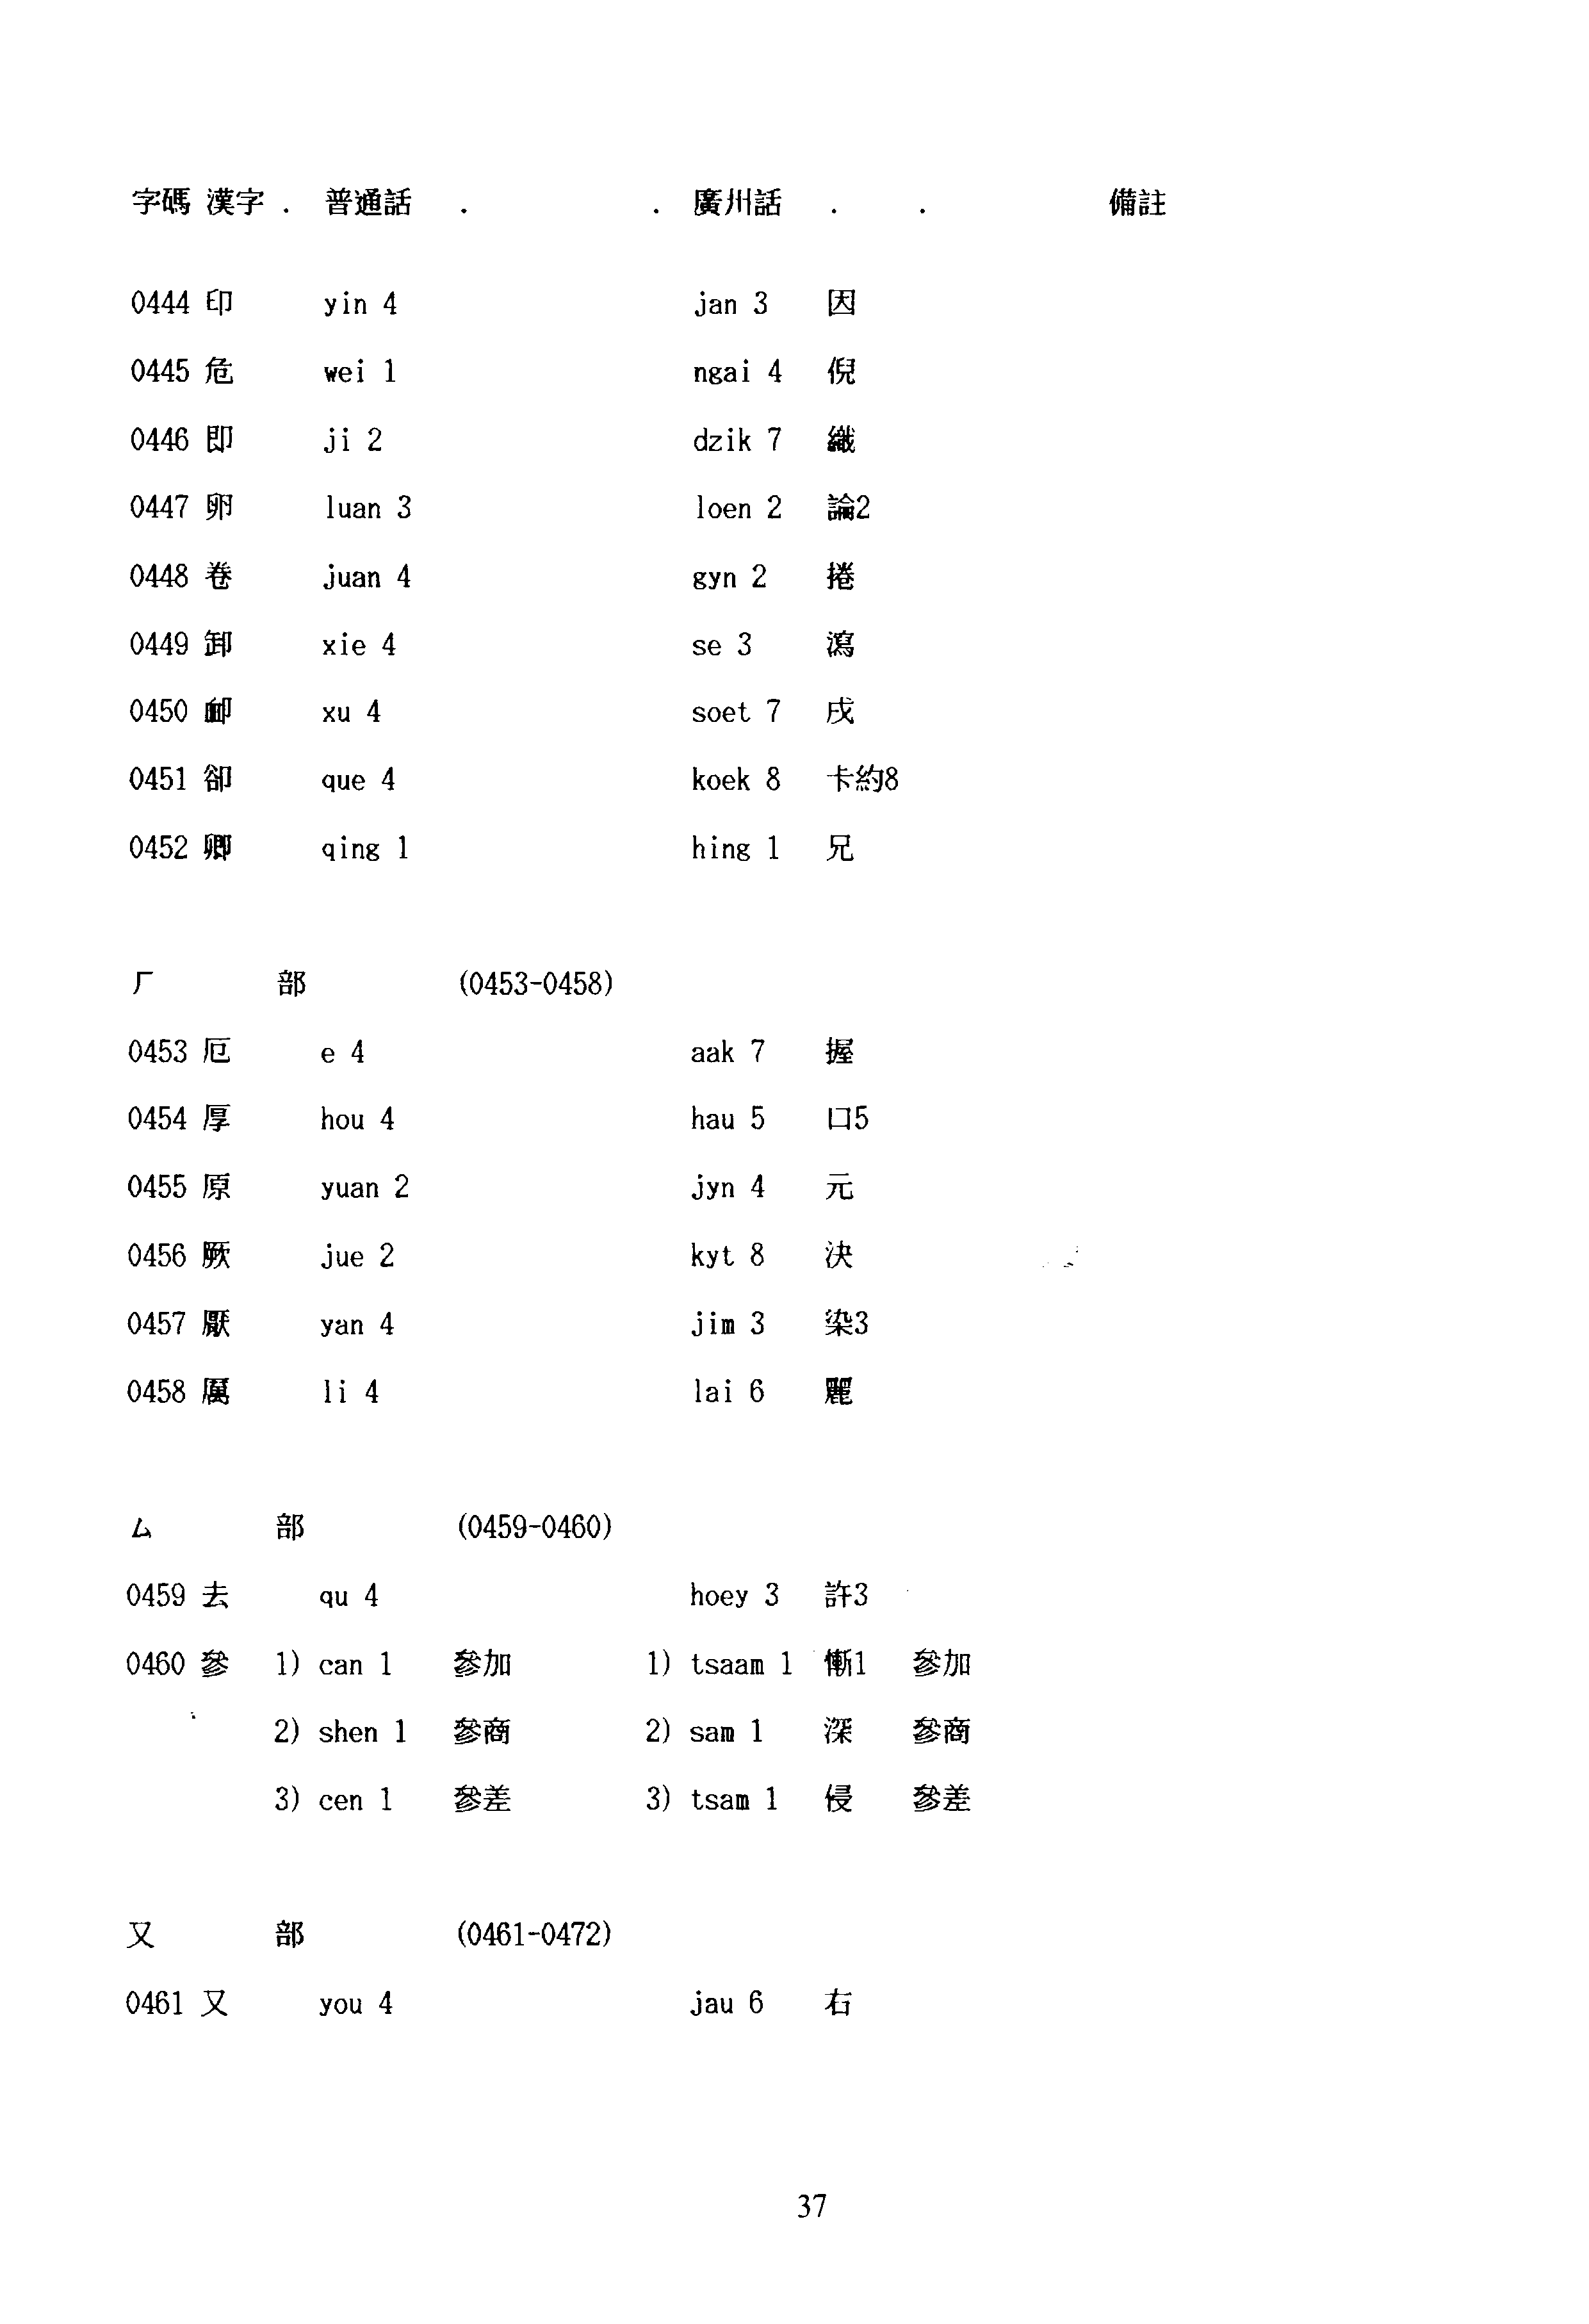 字碼 漢字 . 普通話 . . 廣州話 . . 備註
0444 印 yin 4 jan 3 因
0445 危 wei 1 ngai 4 倪
0446 即 ji 2 dzik 7 織
0447 卵 luan 3 loen 2 論2
0448 卷 juan 4 gyn 2 捲
0449 卸 xie 4 se 3 瀉
0450 卹 xu 4 soet 7 戌
0451 卻 que 4 koek 8 卡約8
0452 卿 qing 1 hing 1 兄
厂 部 (0453-0458)
0453 厄 e 4 aak 7 握
0454 厚 hou 4 hau 5 口5
0455 原 yuan 2 jyn 4 元
0456 厥 jue 2 kyt 8 決
0457 厭 yan 4 jim 3 染3
0458 厲 li 4 lai 6 麗
厶 部 (0459-0460)
0459 去 qu 4 hoey 3 許3
0460 參 1) can 1 參加 1) tsaam 1 慚1 參加
2) shen 1 參商 2) sam 1 深 參商
3) cen 1 參差 3) tsam 1 侵 參差
又 部 (0461-0472)
0461 又 you 4 jau 6 右
37